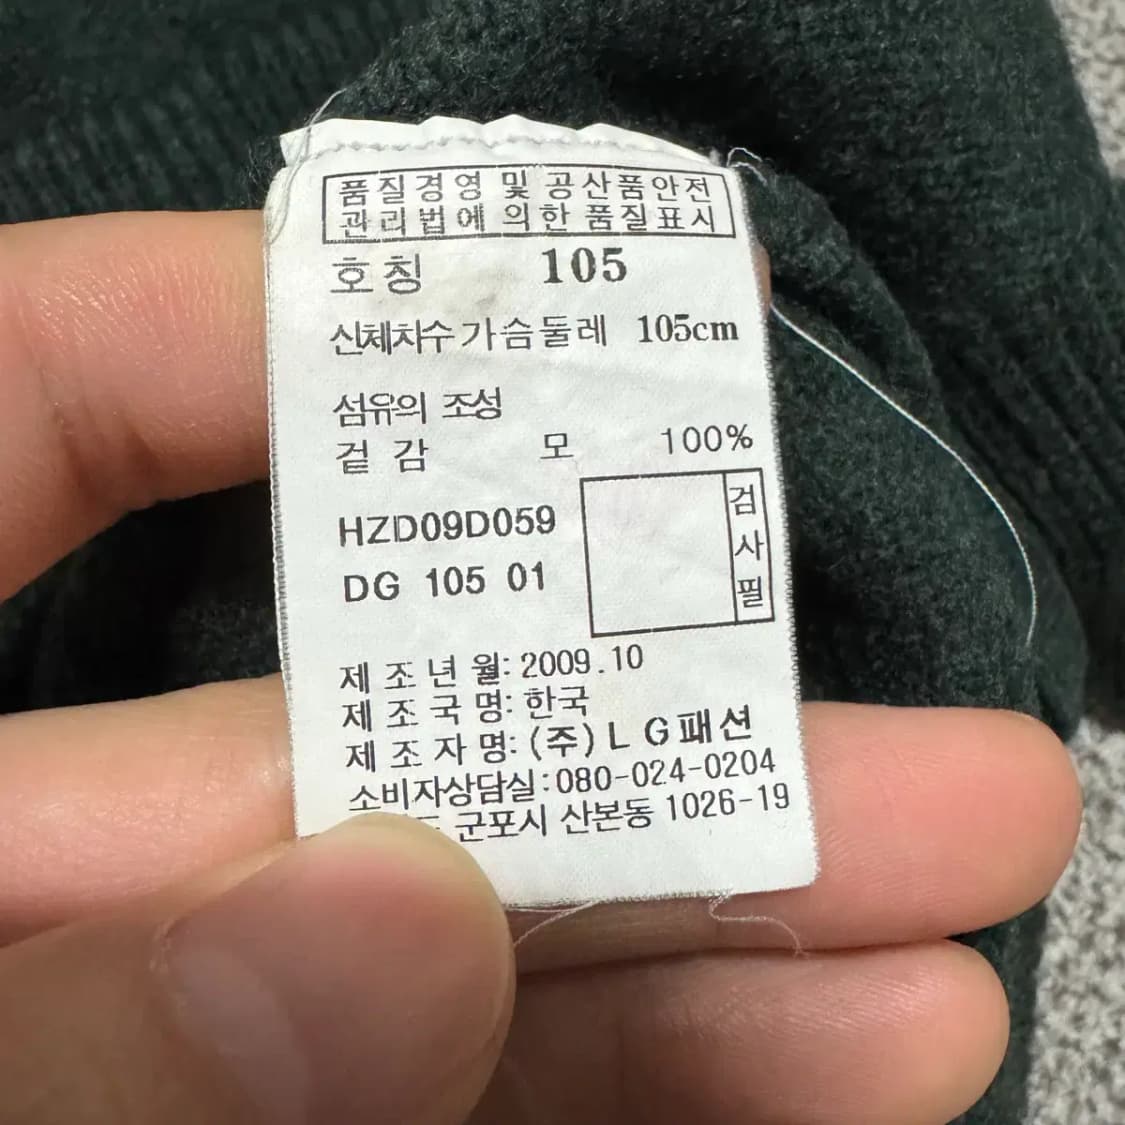 품질경영 및 공산품안전
관리법에 의한 품질표시
호칭 105
신체치수 가슴둘레 105cm
섬유의 조성
겉감 모 100%
HZD09D059
DG 105 01
검사필
제조년월: 2009.10
제조국명: 한국
제조자명: (주) LG패션
소비자상담실: 080-024-0204
군포시 산본동 1026-19